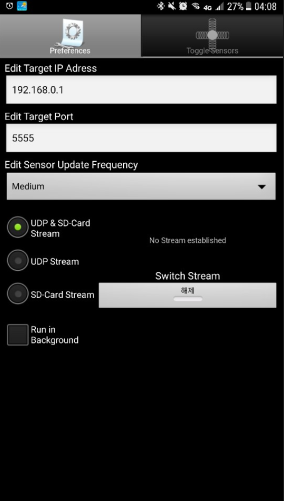 4G 27% 04:08
Preferences
Toggle Sensors
Edit Target IP Adress
192.168.0.1
Edit Target Port
5555
Edit Sensor Update Frequency
Medium
UDP & SD-Card
Stream
No Stream established
UDP Stream
Switch Stream
SD-Card Stream
해제
Run in
Background